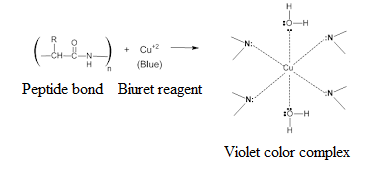 H
R O :O—H
CH—C—N + Cu+2 N: :N
H n (Blue)
Cu
N: :N
:O—H
Peptide bond Biuret reagent
H
Violet color complex